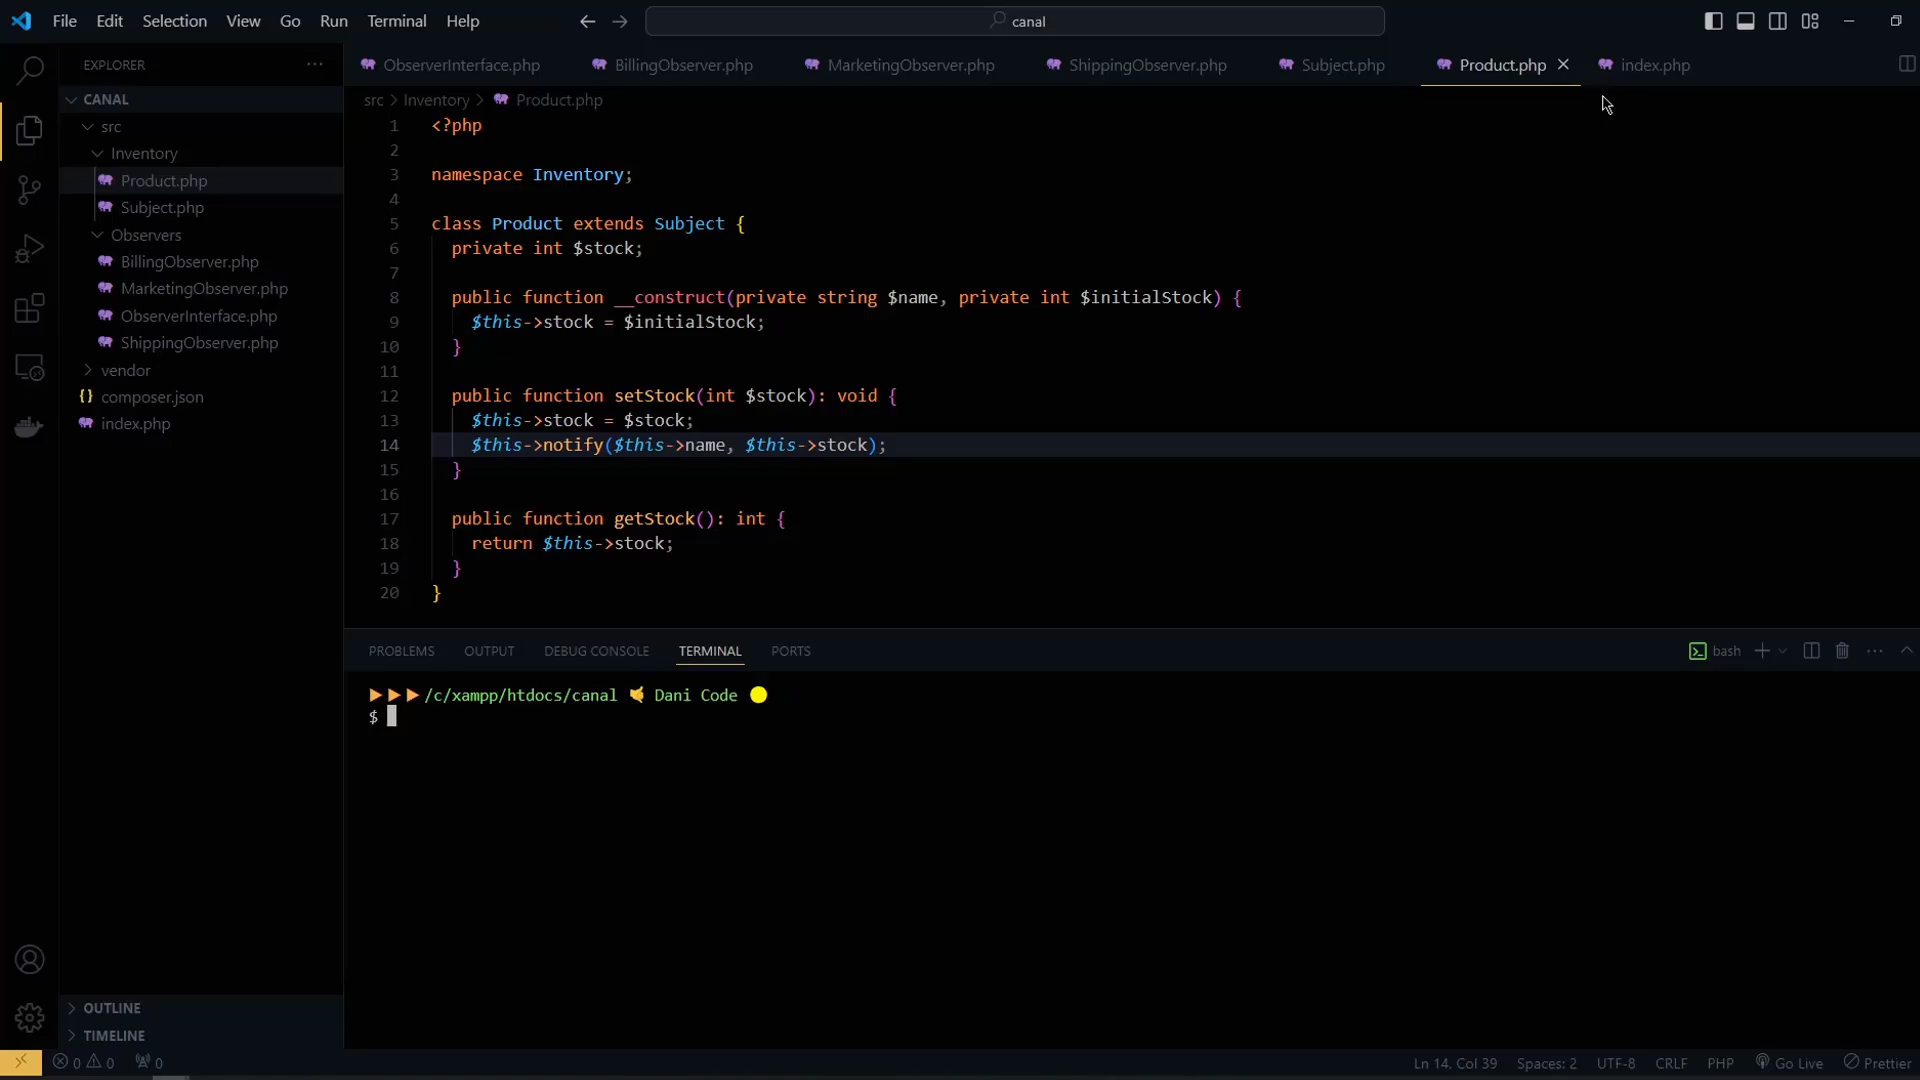 File Edit Selection View Go Run Terminal Help
canal
EXPLORER
CANAL
src
Inventory
Product.php
Subject.php
Observers
BillingObserver.php
MarketingObserver.php
ObserverInterface.php
ShippingObserver.php
vendor
{} composer.json
index.php
OUTLINE
TIMELINE
ObserverInterface.php BillingObserver.php MarketingObserver.php ShippingObserver.php Subject.php Product.php index.php
src > Inventory > Product.php
1 <?php
2
3 namespace Inventory;
4
5 class Product extends Subject {
6 private int $stock;
7
8 public function __construct(private string $name, private int $initialStock) {
9 $this->stock = $initialStock;
10 }
11
12 public function setStock(int $stock): void {
13 $this->stock = $stock;
14 $this->notify($this->name, $this->stock);
15 }
16
17 public function getStock(): int {
18 return $this->stock;
19 }
20 }
PROBLEMS OUTPUT DEBUG CONSOLE TERMINAL PORTS
bash
/c/xampp/htdocs/canal Dani Code
$
0 0 0
Ln 14, Col 39 Spaces: 2 UTF-8 CRLF PHP Go Live Prettier